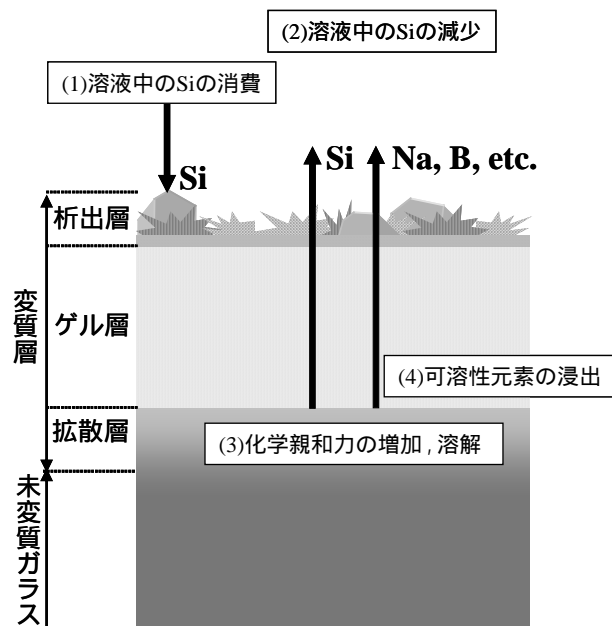 (2)溶液中のSiの減少
(1)溶液中のSiの消費
Si
Si
Na, B, etc.
析出層
変質層
ゲル層
(4)可溶性元素の浸出
拡散層
(3)化学親和力の増加 , 溶解
未変質ガラス